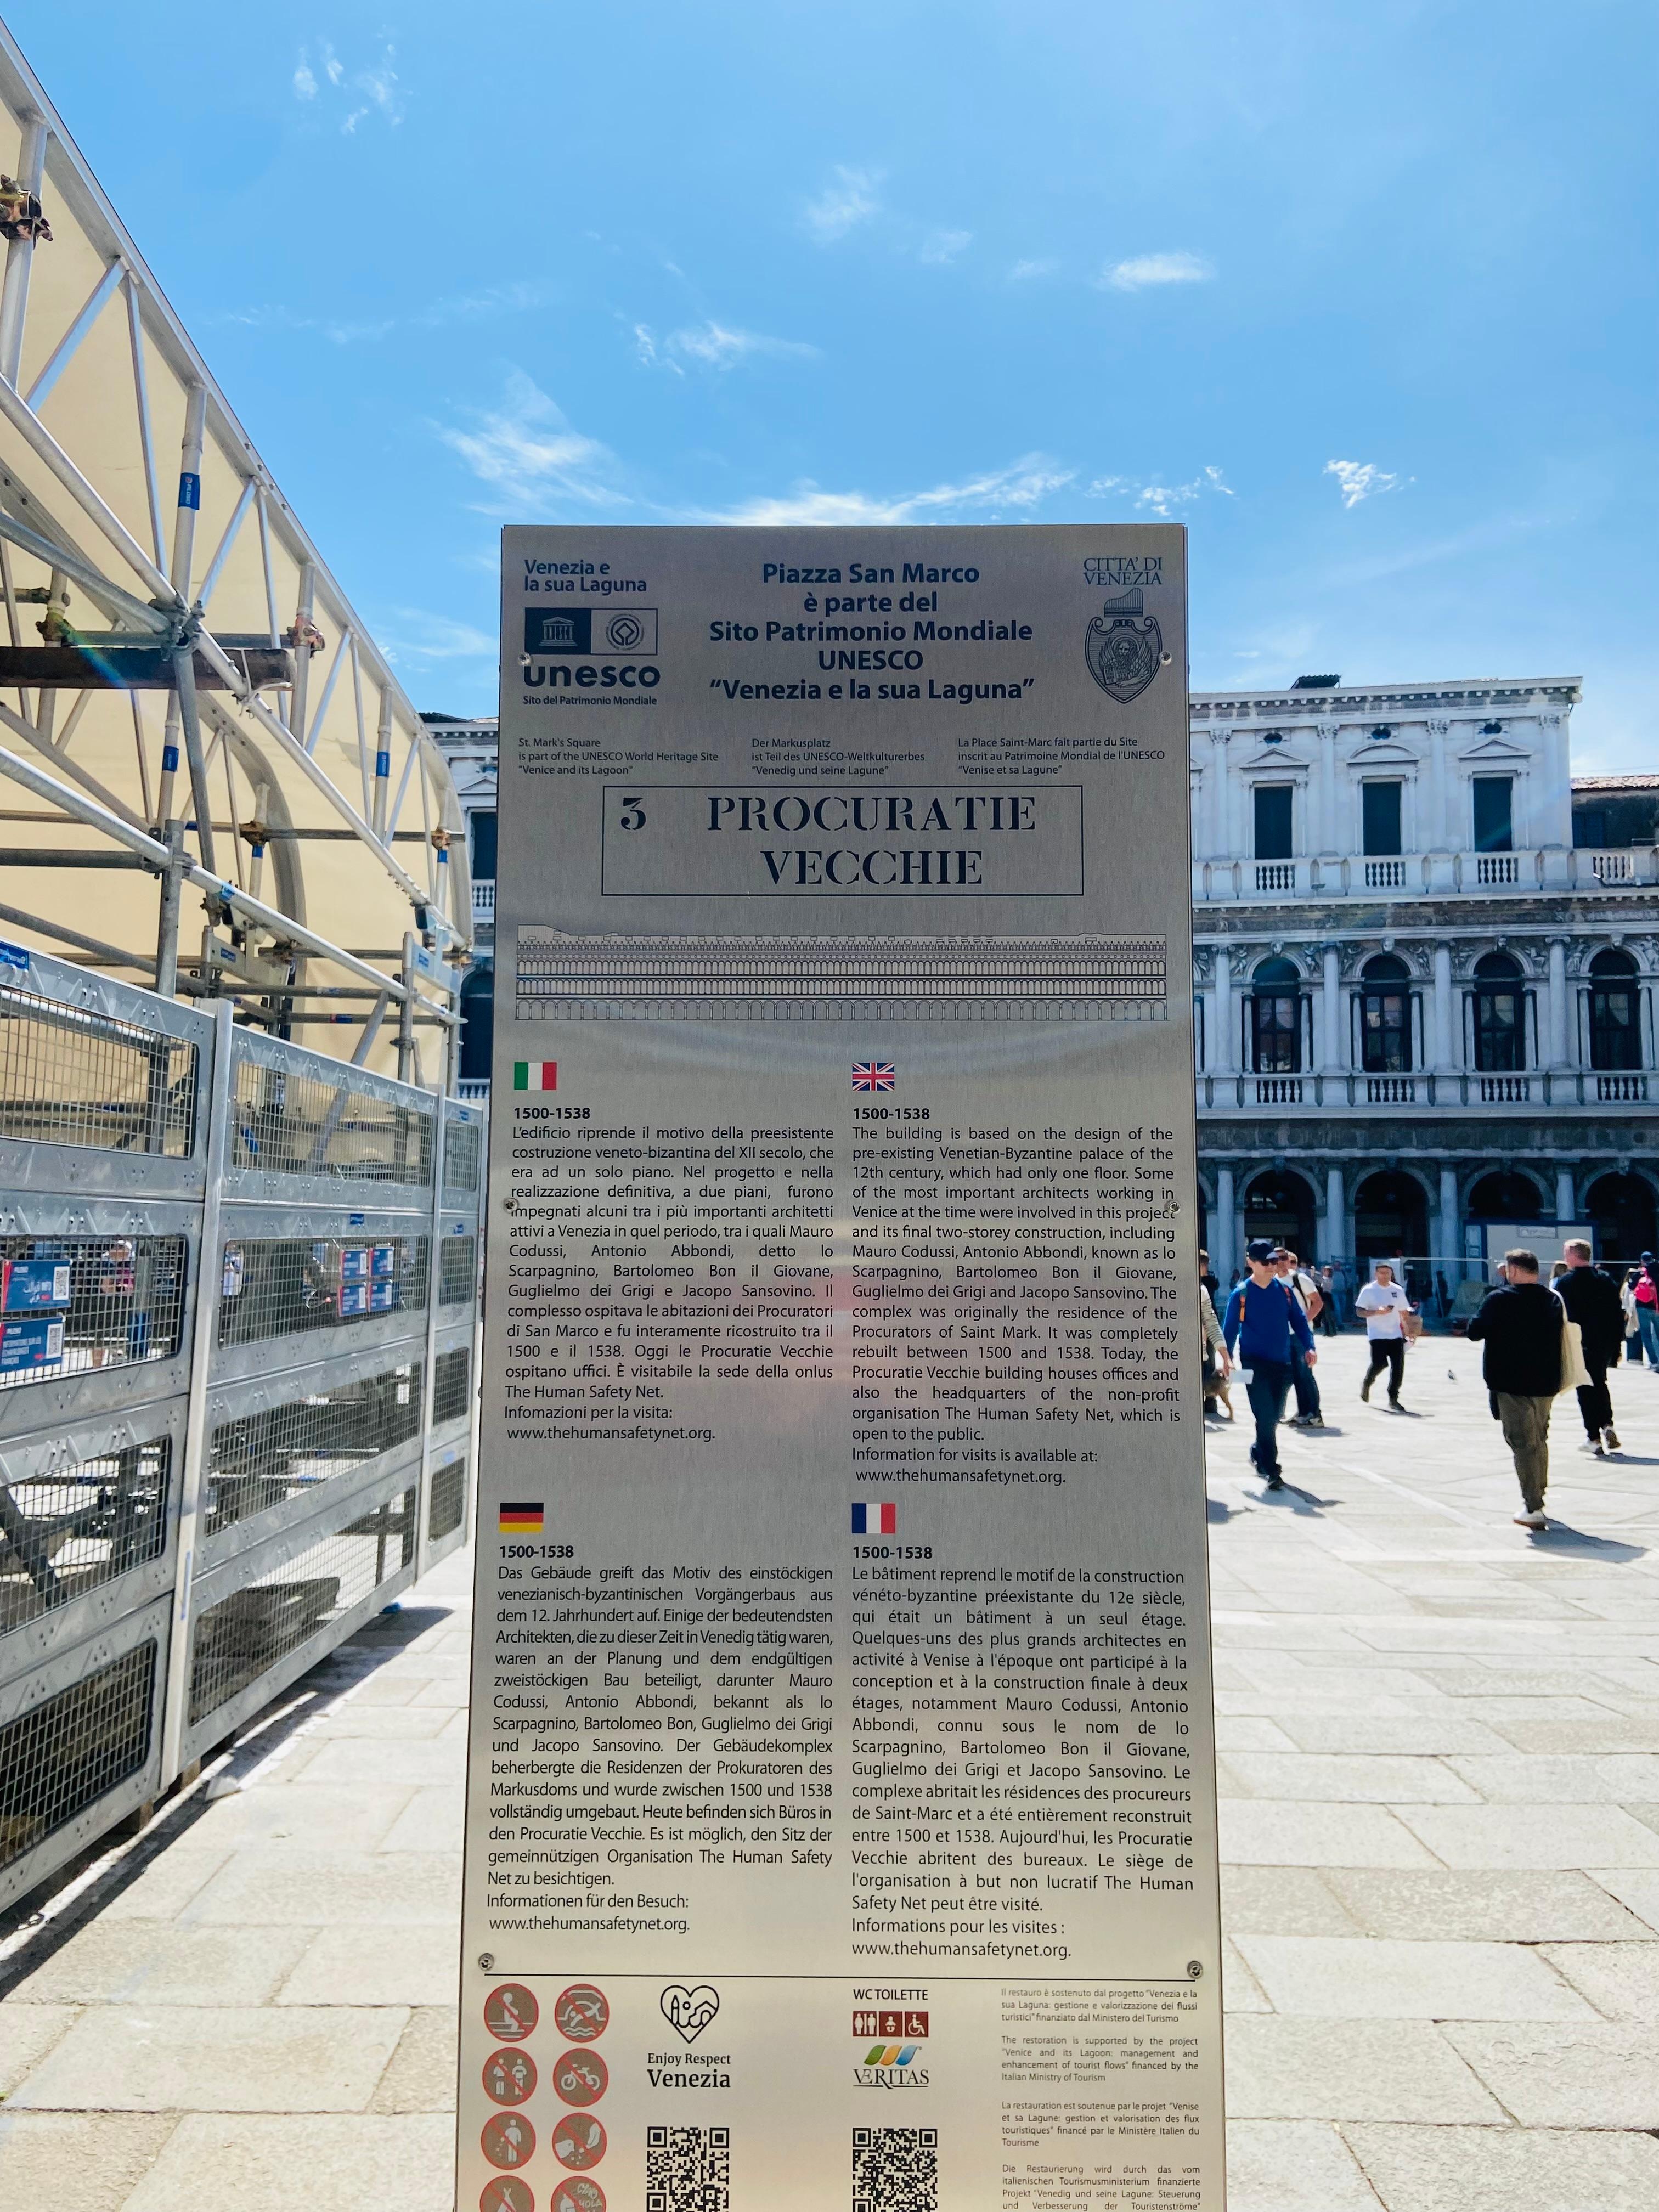 Venezia e
la sua Laguna
unesco
Sito del Patrimonio Mondiale
Piazza San Marco
è parte del
Sito Patrimonio Mondiale
UNESCO
“Venezia e la sua Laguna”
CITTA' DI
VENEZIA
St. Mark's Square
is part of the UNESCO World Heritage Site
“Venice and its Lagoon”
Der Markusplatz
ist Teil des UNESCO-Weltkulturerbes
“Venedig und seine Lagune”
La Place Saint-Marc fait partie du Site
inscrit au Patrimoine Mondial de l'UNESCO
“Venise et sa Lagune”
3 PROCURATIE
VECCHIE
1500-1538
L'edificio riprende il motivo della preesistente
costruzione veneto-bizantina del XII secolo, che
era ad un solo piano. Nel progetto e nella
realizzazione definitiva, a due piani, furono
impegnati alcuni tra i più importanti architetti
attivi a Venezia in quel periodo, tra i quali Mauro
Codussi, Antonio Abbondi, detto lo
Scarpagnino, Bartolomeo Bon il Giovane,
Guglielmo dei Grigi e Jacopo Sansovino. Il
complesso ospitava le abitazioni dei Procuratori
di San Marco e fu interamente ricostruito tra il
1500 e il 1538. Oggi le Procuratie Vecchie
ospitano uffici. È visitabile la sede della onlus
The Human Safety Net.
Infomazioni per la visita:
www.thehumansafetynet.org.
1500-1538
The building is based on the design of the
pre-existing Venetian-Byzantine palace of the
12th century, which had only one floor. Some
of the most important architects working in
Venice at the time were involved in this project
and its final two-storey construction, including
Mauro Codussi, Antonio Abbondi, known as lo
Scarpagnino, Bartolomeo Bon il Giovane,
Guglielmo dei Grigi and Jacopo Sansovino. The
complex was originally the residence of the
Procurators of Saint Mark. It was completely
rebuilt between 1500 and 1538. Today, the
Procuratie Vecchie building houses offices and
also the headquarters of the non-profit
organisation The Human Safety Net, which is
open to the public.
Information for visits is available at:
www.thehumansafetynet.org.
1500-1538
Das Gebäude greift das Motiv des einstöckigen
venezianisch-byzantinischen Vorgängerbaus aus
dem 12. Jahrhundert auf. Einige der bedeutendsten
Architekten, die zu dieser Zeit in Venedig tätig waren,
waren an der Planung und dem endgültigen
zweistöckigen Bau beteiligt, darunter Mauro
Codussi, Antonio Abbondi, bekannt als lo
Scarpagnino, Bartolomeo Bon, Guglielmo dei Grigi
und Jacopo Sansovino. Der Gebäudekomplex
beherbergte die Residenzen der Prokuratoren des
Markusdoms und wurde zwischen 1500 und 1538
vollständig umgebaut. Heute befinden sich Büros in
den Procuratie Vecchie. Es ist möglich, den Sitz der
gemeinnützigen Organisation The Human Safety
Net zu besichtigen.
Informationen für den Besuch:
www.thehumansafetynet.org.
1500-1538
Le bâtiment reprend le motif de la construction
vénéto-byzantine préexistante du 12e siècle,
qui était un bâtiment à un seul étage.
Quelques-uns des plus grands architectes en
activité à Venise à l'époque ont participé à la
conception et à la construction finale à deux
étages, notamment Mauro Codussi, Antonio
Abbondi, connu sous le nom de lo
Scarpagnino, Bartolomeo Bon il Giovane,
Guglielmo dei Grigi et Jacopo Sansovino. Le
complexe abritait les résidences des procureurs
de Saint-Marc et a été entièrement reconstruit
entre 1500 et 1538. Aujourd'hui, les Procuratie
Vecchie abritent des bureaux. Le siège de
l'organisation à but non lucratif The Human
Safety Net peut être visité.
Informations pour les visites :
www.thehumansafetynet.org.
Enjoy Respect
Venezia
WC TOILETTE
VERITAS
Il restauro è sostenuto dal progetto “Venezia e la
sua Laguna: gestione e valorizzazione dei flussi
turistici” finanziato dal Ministero del Turismo
The restoration is supported by the project
“Venice and its Lagoon: management and
enhancement of tourist flows” financed by the
Italian Ministry of Tourism
La restauration est soutenue par le projet “Venise
et sa Lagune: gestion et valorisation des flux
touristiques” financé par le Ministère Italien du
Tourisme
Die Restaurierung wird durch das vom
italienischen Tourismusministerium finanzierte
Projekt “Venedig und seine Lagune: Steuerung
und Verbesserung der Touristenströme”